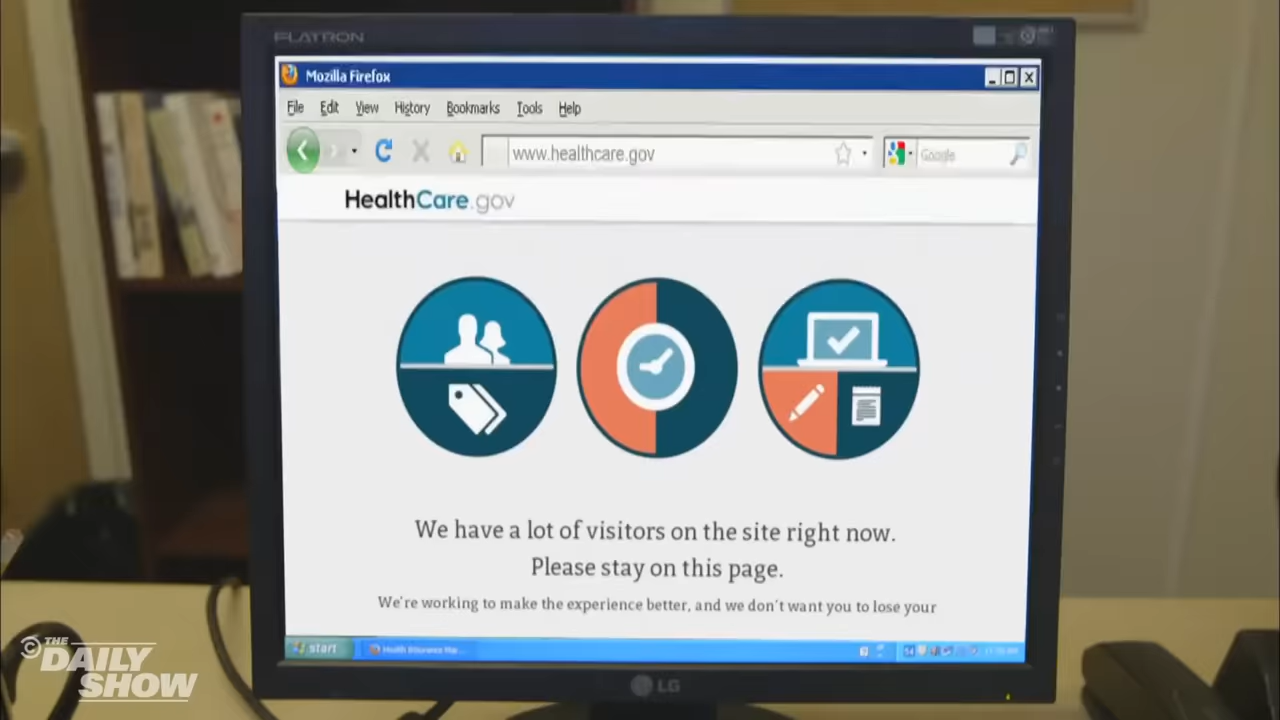 FLATRON
Mozilla Firefox
File Edit View History Bookmarks Tools Help
www.healthcare.gov
Google
HealthCare.gov
We have a lot of visitors on the site right now.
Please stay on this page.
We're working to make the experience better, and we don't want you to lose your
start
LG
THE
DAILY
SHOW